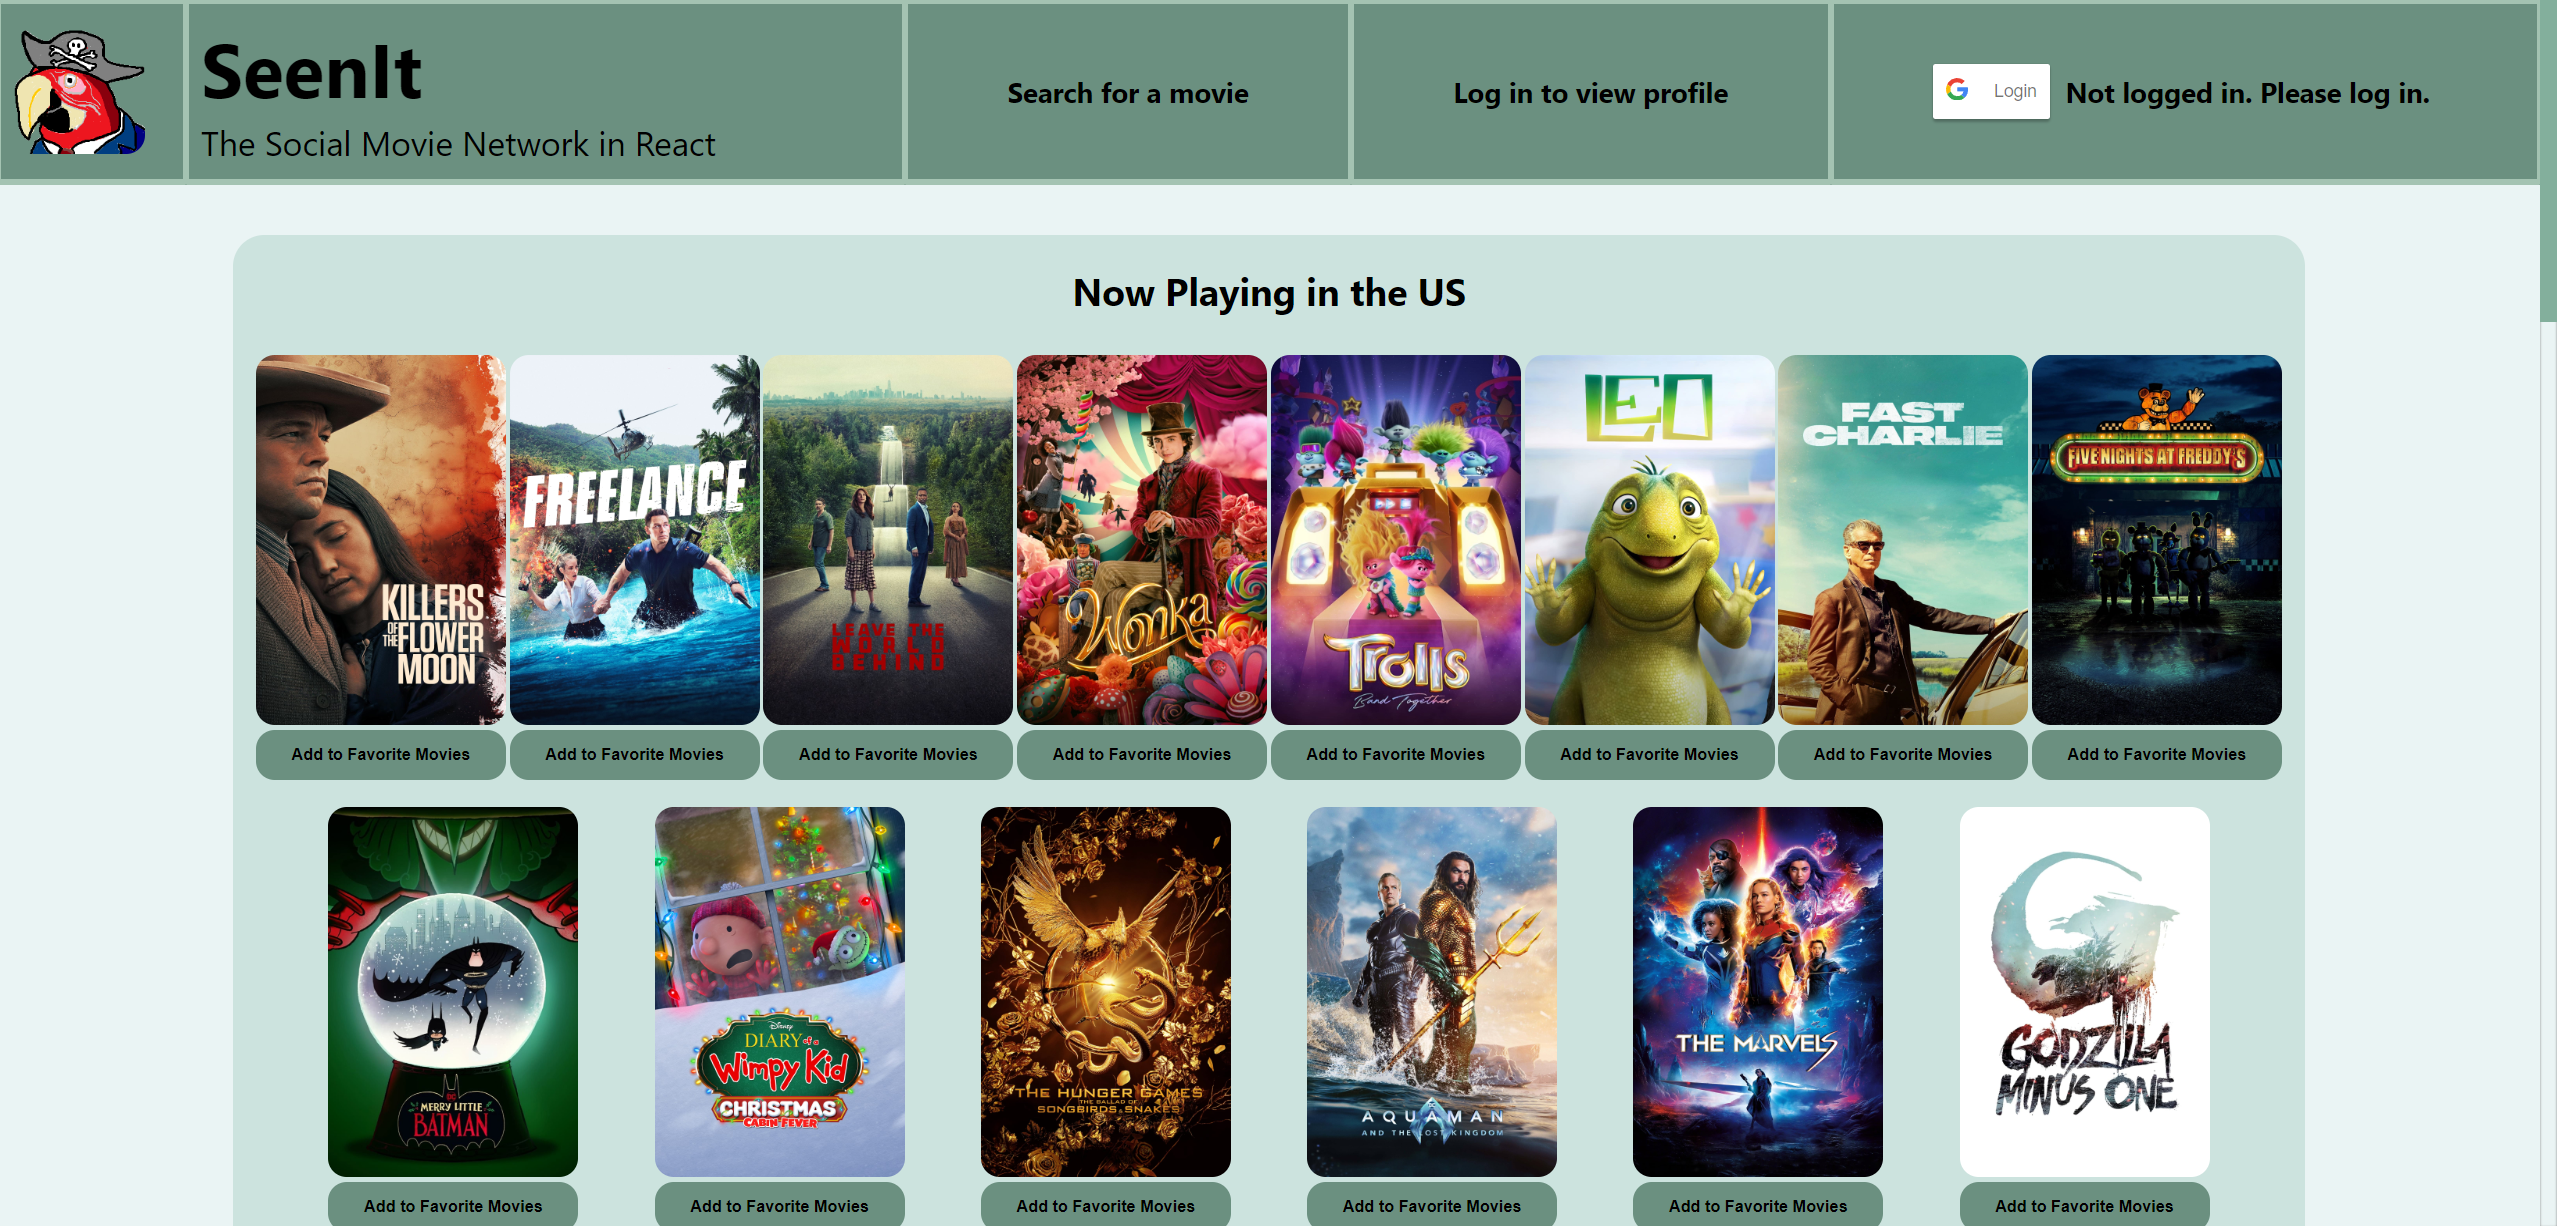 SeenIt
The Social Movie Network in React
Search for a movie
Log in to view profile
Login
Not logged in. Please log in.
Now Playing in the US
KILLERS
OF THE FLOWER
MOON
FREELANCE
LEAVE THE
WORLD
BEHIND
Wonka
Trolls
Band Together
LEO
FAST
CHARLIE
FIVE NIGHTS AT FREDDY'S
Add to Favorite Movies
Add to Favorite Movies
Add to Favorite Movies
Add to Favorite Movies
Add to Favorite Movies
Add to Favorite Movies
Add to Favorite Movies
Add to Favorite Movies
DC
MERRY LITTLE
BATMAN
Disney
DIARY of a
Wimpy Kid
CHRISTMAS
CABIN FEVER
THE HUNGER GAMES
THE BALLAD OF
SONGBIRDS & SNAKES
AQUAMAN
AND THE LOST KINGDOM
THE MARVELS
GODZILLA
MINUS ONE
Add to Favorite Movies
Add to Favorite Movies
Add to Favorite Movies
Add to Favorite Movies
Add to Favorite Movies
Add to Favorite Movies